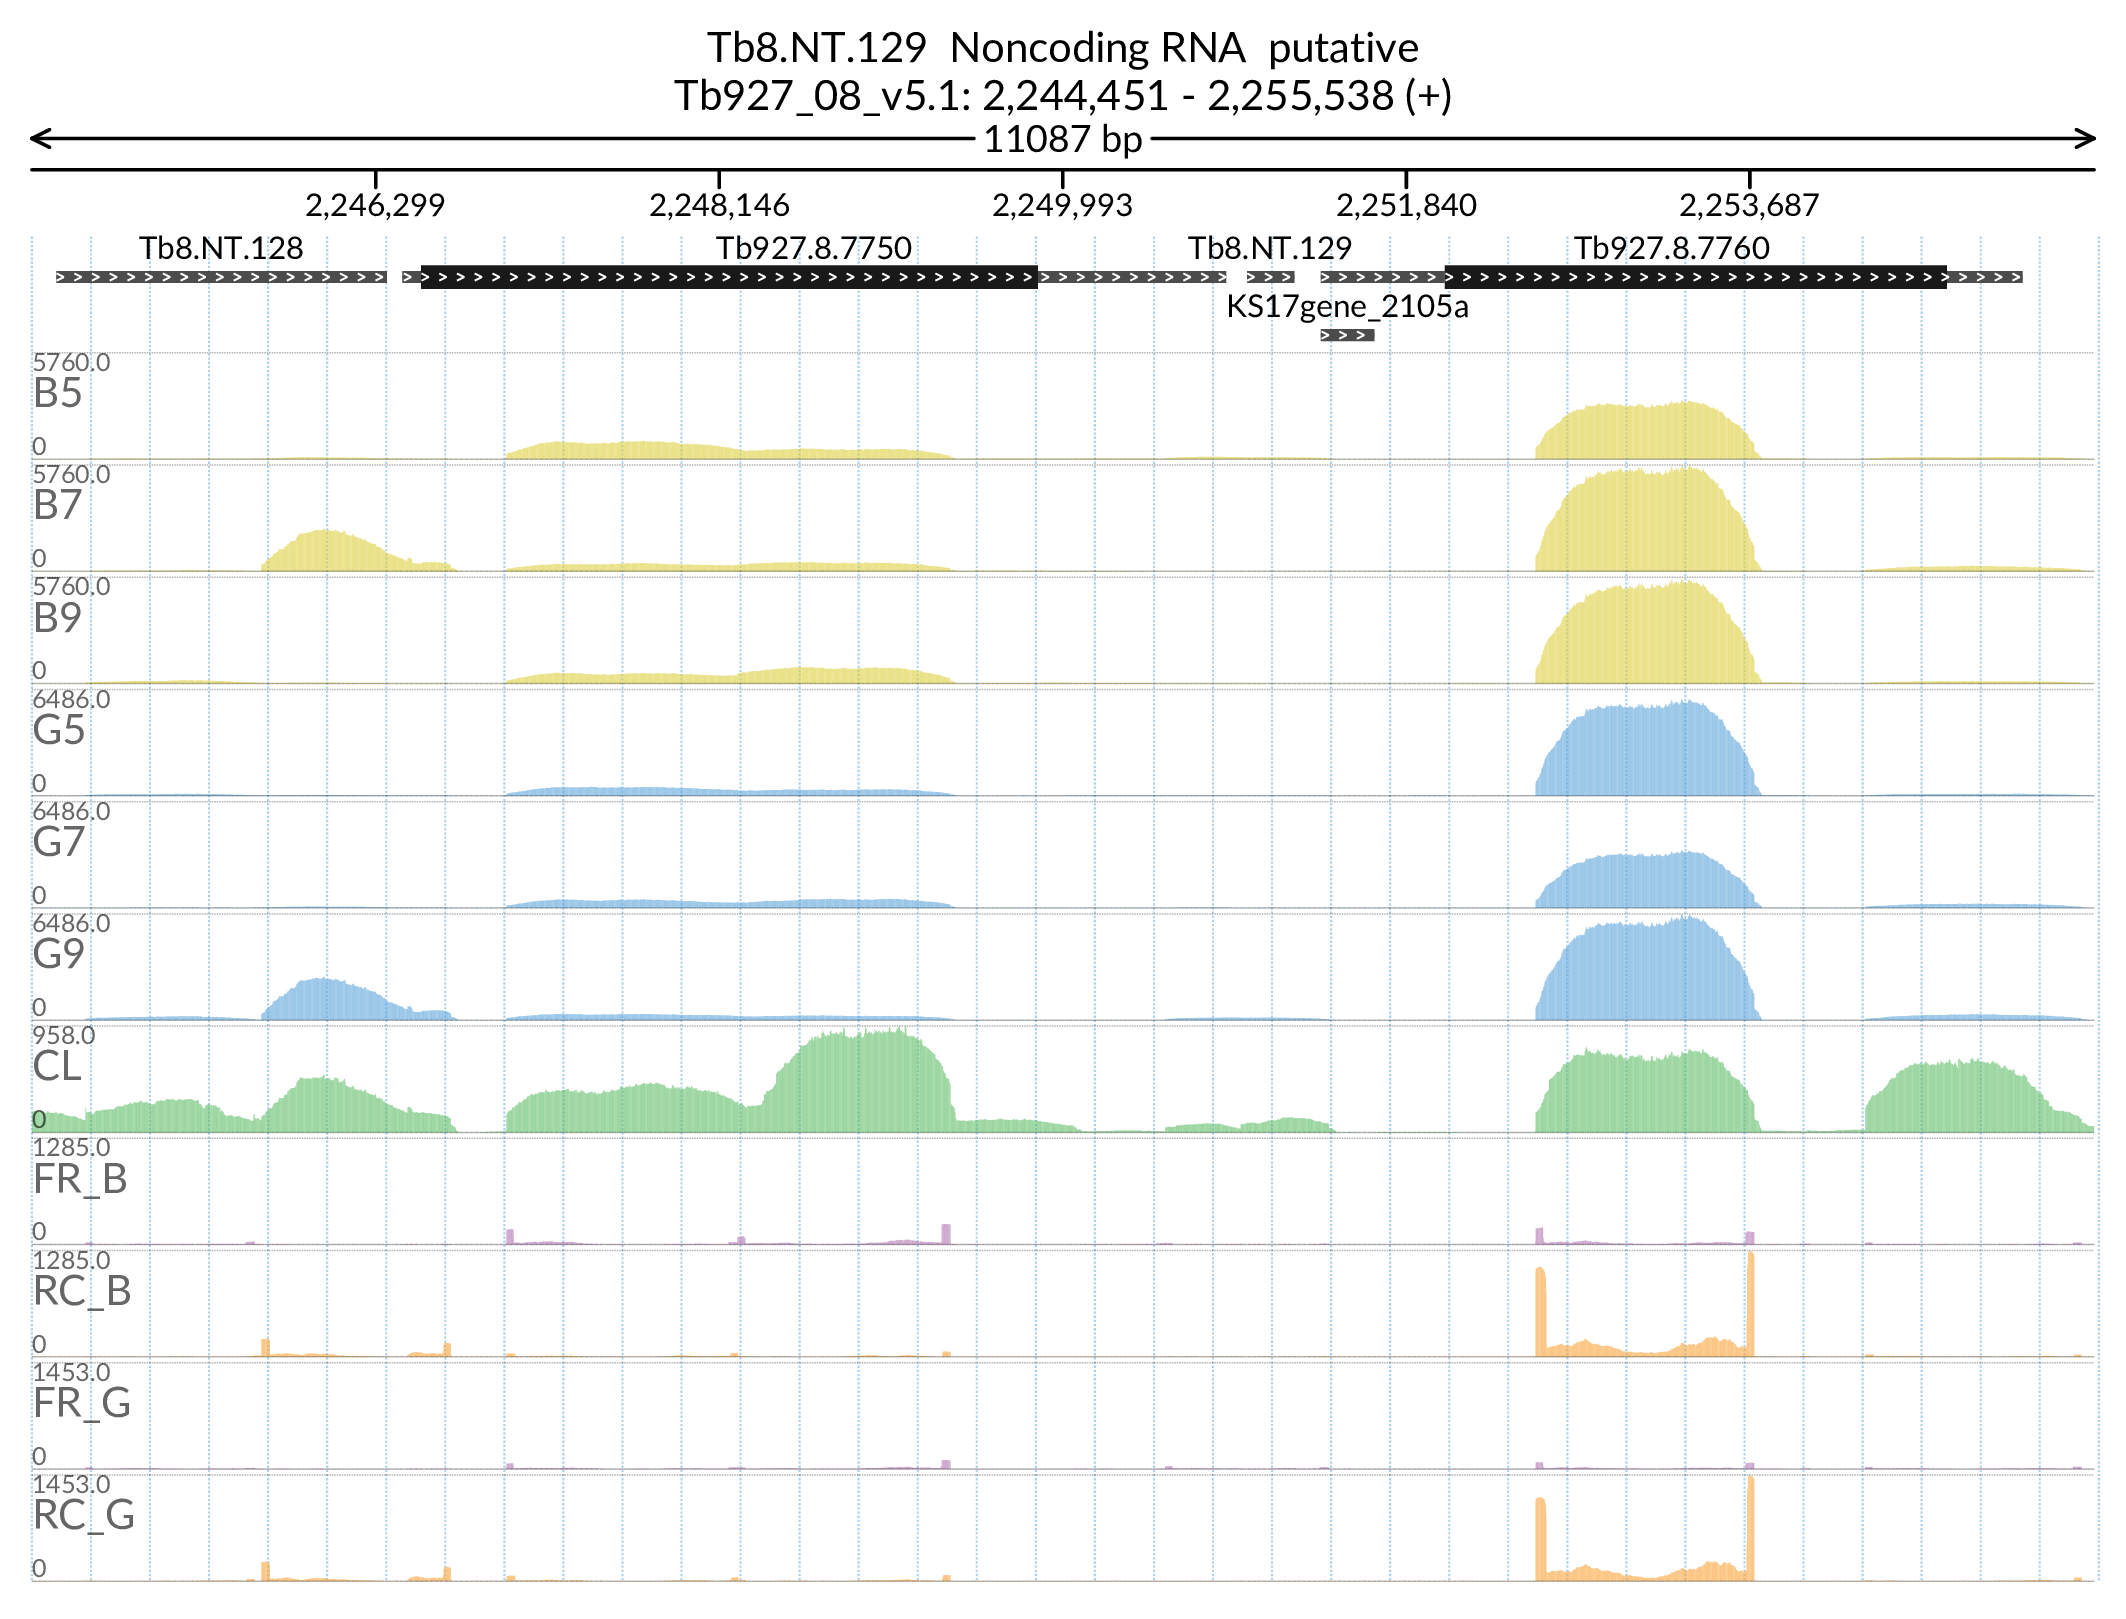 Tb8.NT.129 Noncoding RNA putative
Tb927_08_v5.1: 2,244,451 - 2,255,538 (+)
11087 bp
2,246,299 2,248,146 2,249,993 2,251,840 2,253,687
Tb8.NT.128 Tb927.8.7750 Tb8.NT.129 Tb927.8.7760
KS17gene_2105a
5760.0
B5
0
5760.0
B7
0
5760.0
B9
0
6486.0
G5
0
6486.0
G7
0
6486.0
G9
0
958.0
CL
0
1285.0
FR_B
0
1285.0
RC_B
0
1453.0
FR_G
0
1453.0
RC_G
0